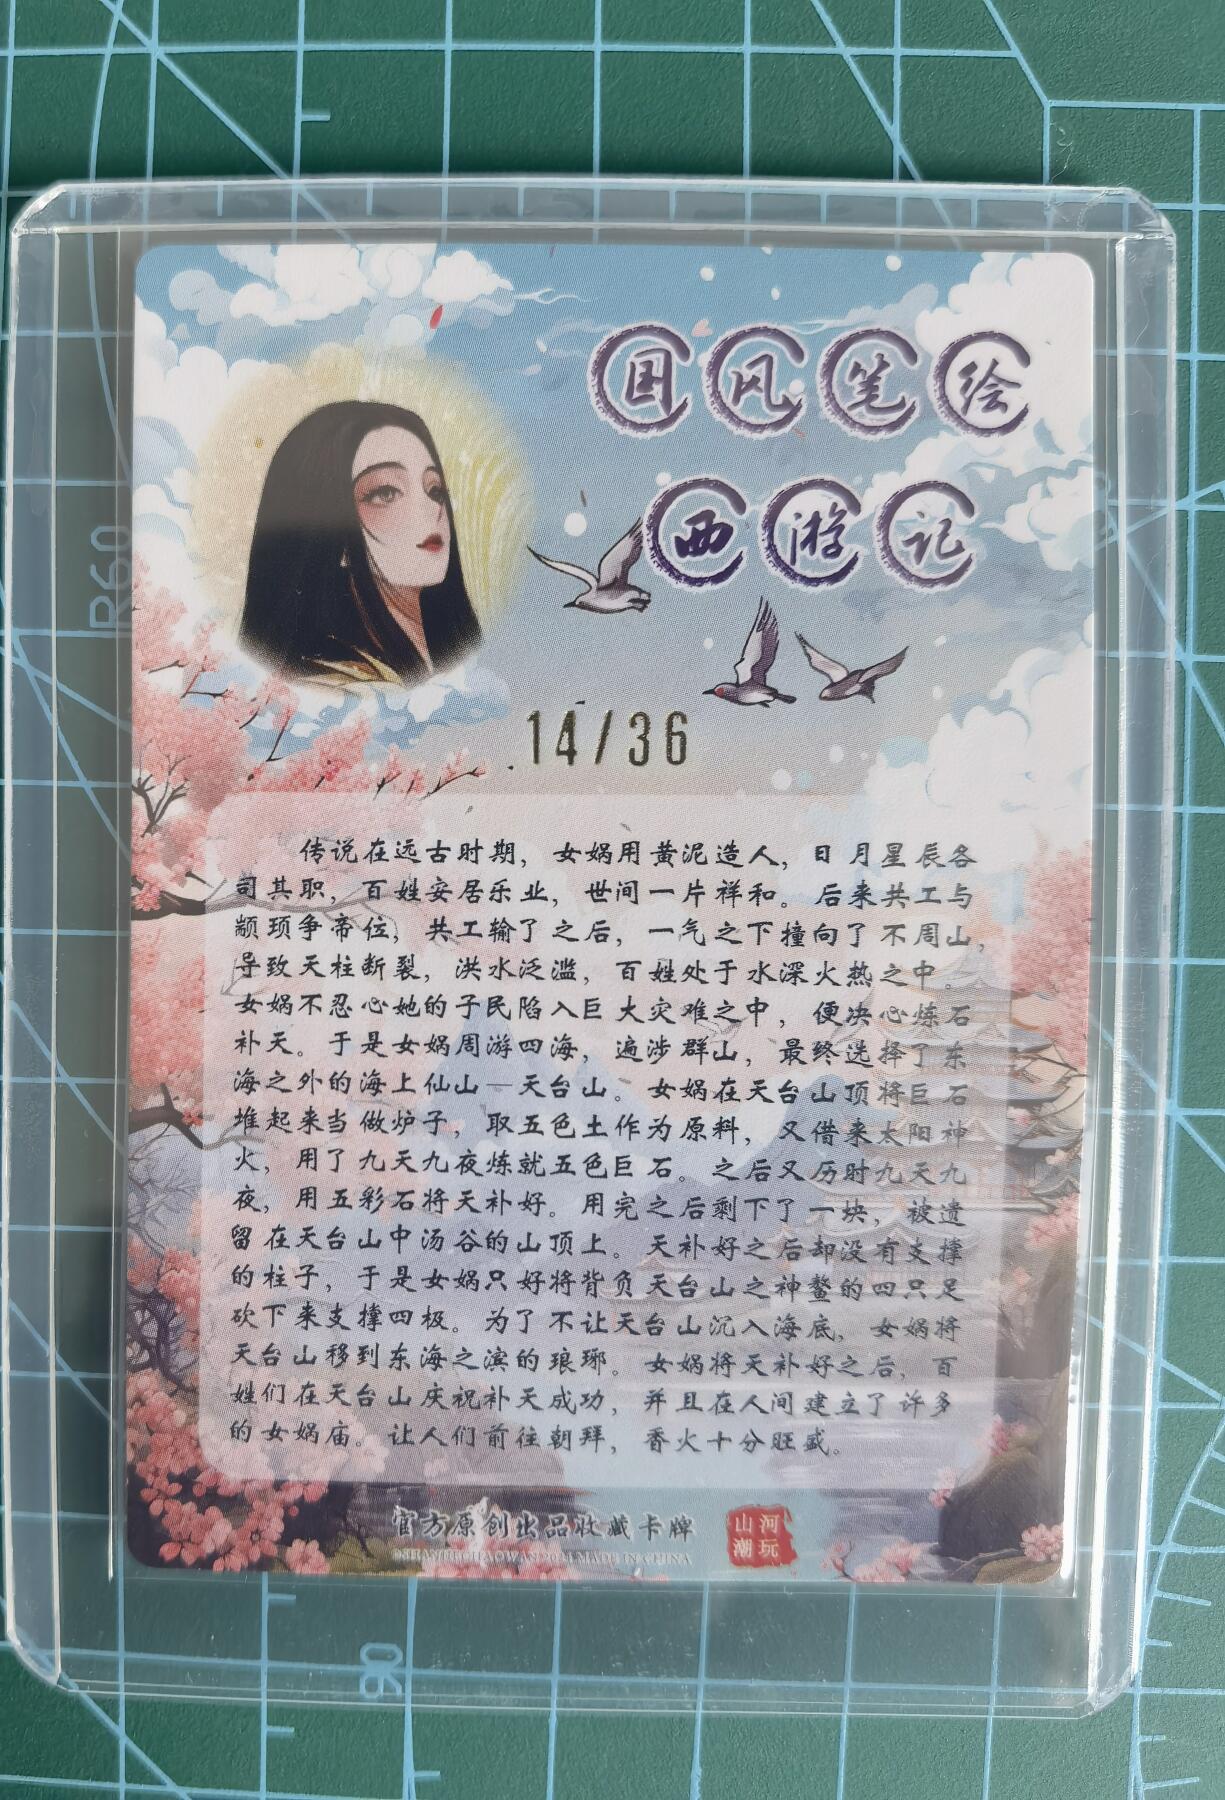 国风笔绘
西游记
14/36
传说在远古时期，女娲用黄泥造人，日月星辰各
司其职，百姓安居乐业，世间一片祥和。后来共工与
颛顼争帝位，共工输了之后，一气之下撞向了不周山，
导致天柱断裂，洪水泛滥，百姓处于水深火热之中。
女娲不忍心她的子民陷入巨大灾难之中，便决心炼石
补天。于是女娲周游四海，遍涉群山，最终选择了东
海之外的海上仙山—天台山。女娲在天台山顶将巨石
堆起来当做炉子，取五色土作为原料，又借来太阳神
火，用了九天九夜炼就五色巨石。之后又历时九天九
夜，用五彩石将天补好。用完之后剩下了一块，被遗
留在天台山中汤谷的山顶上。天补好之后却没有支撑
的柱子，于是女娲只好将背负天台山之神鳌的四只足
砍下来支撑四极。为了不让天台山沉入海底，女娲将
天台山移到东海之滨的琅琊。女娲将天补好之后，百
姓们在天台山庆祝补天成功，并且在人间建立了许多
的女娲庙。让人们前往朝拜，香火十分旺盛。
官方原创出品收藏卡牌
MADE IN CHINA
山河
潮玩
R60
90